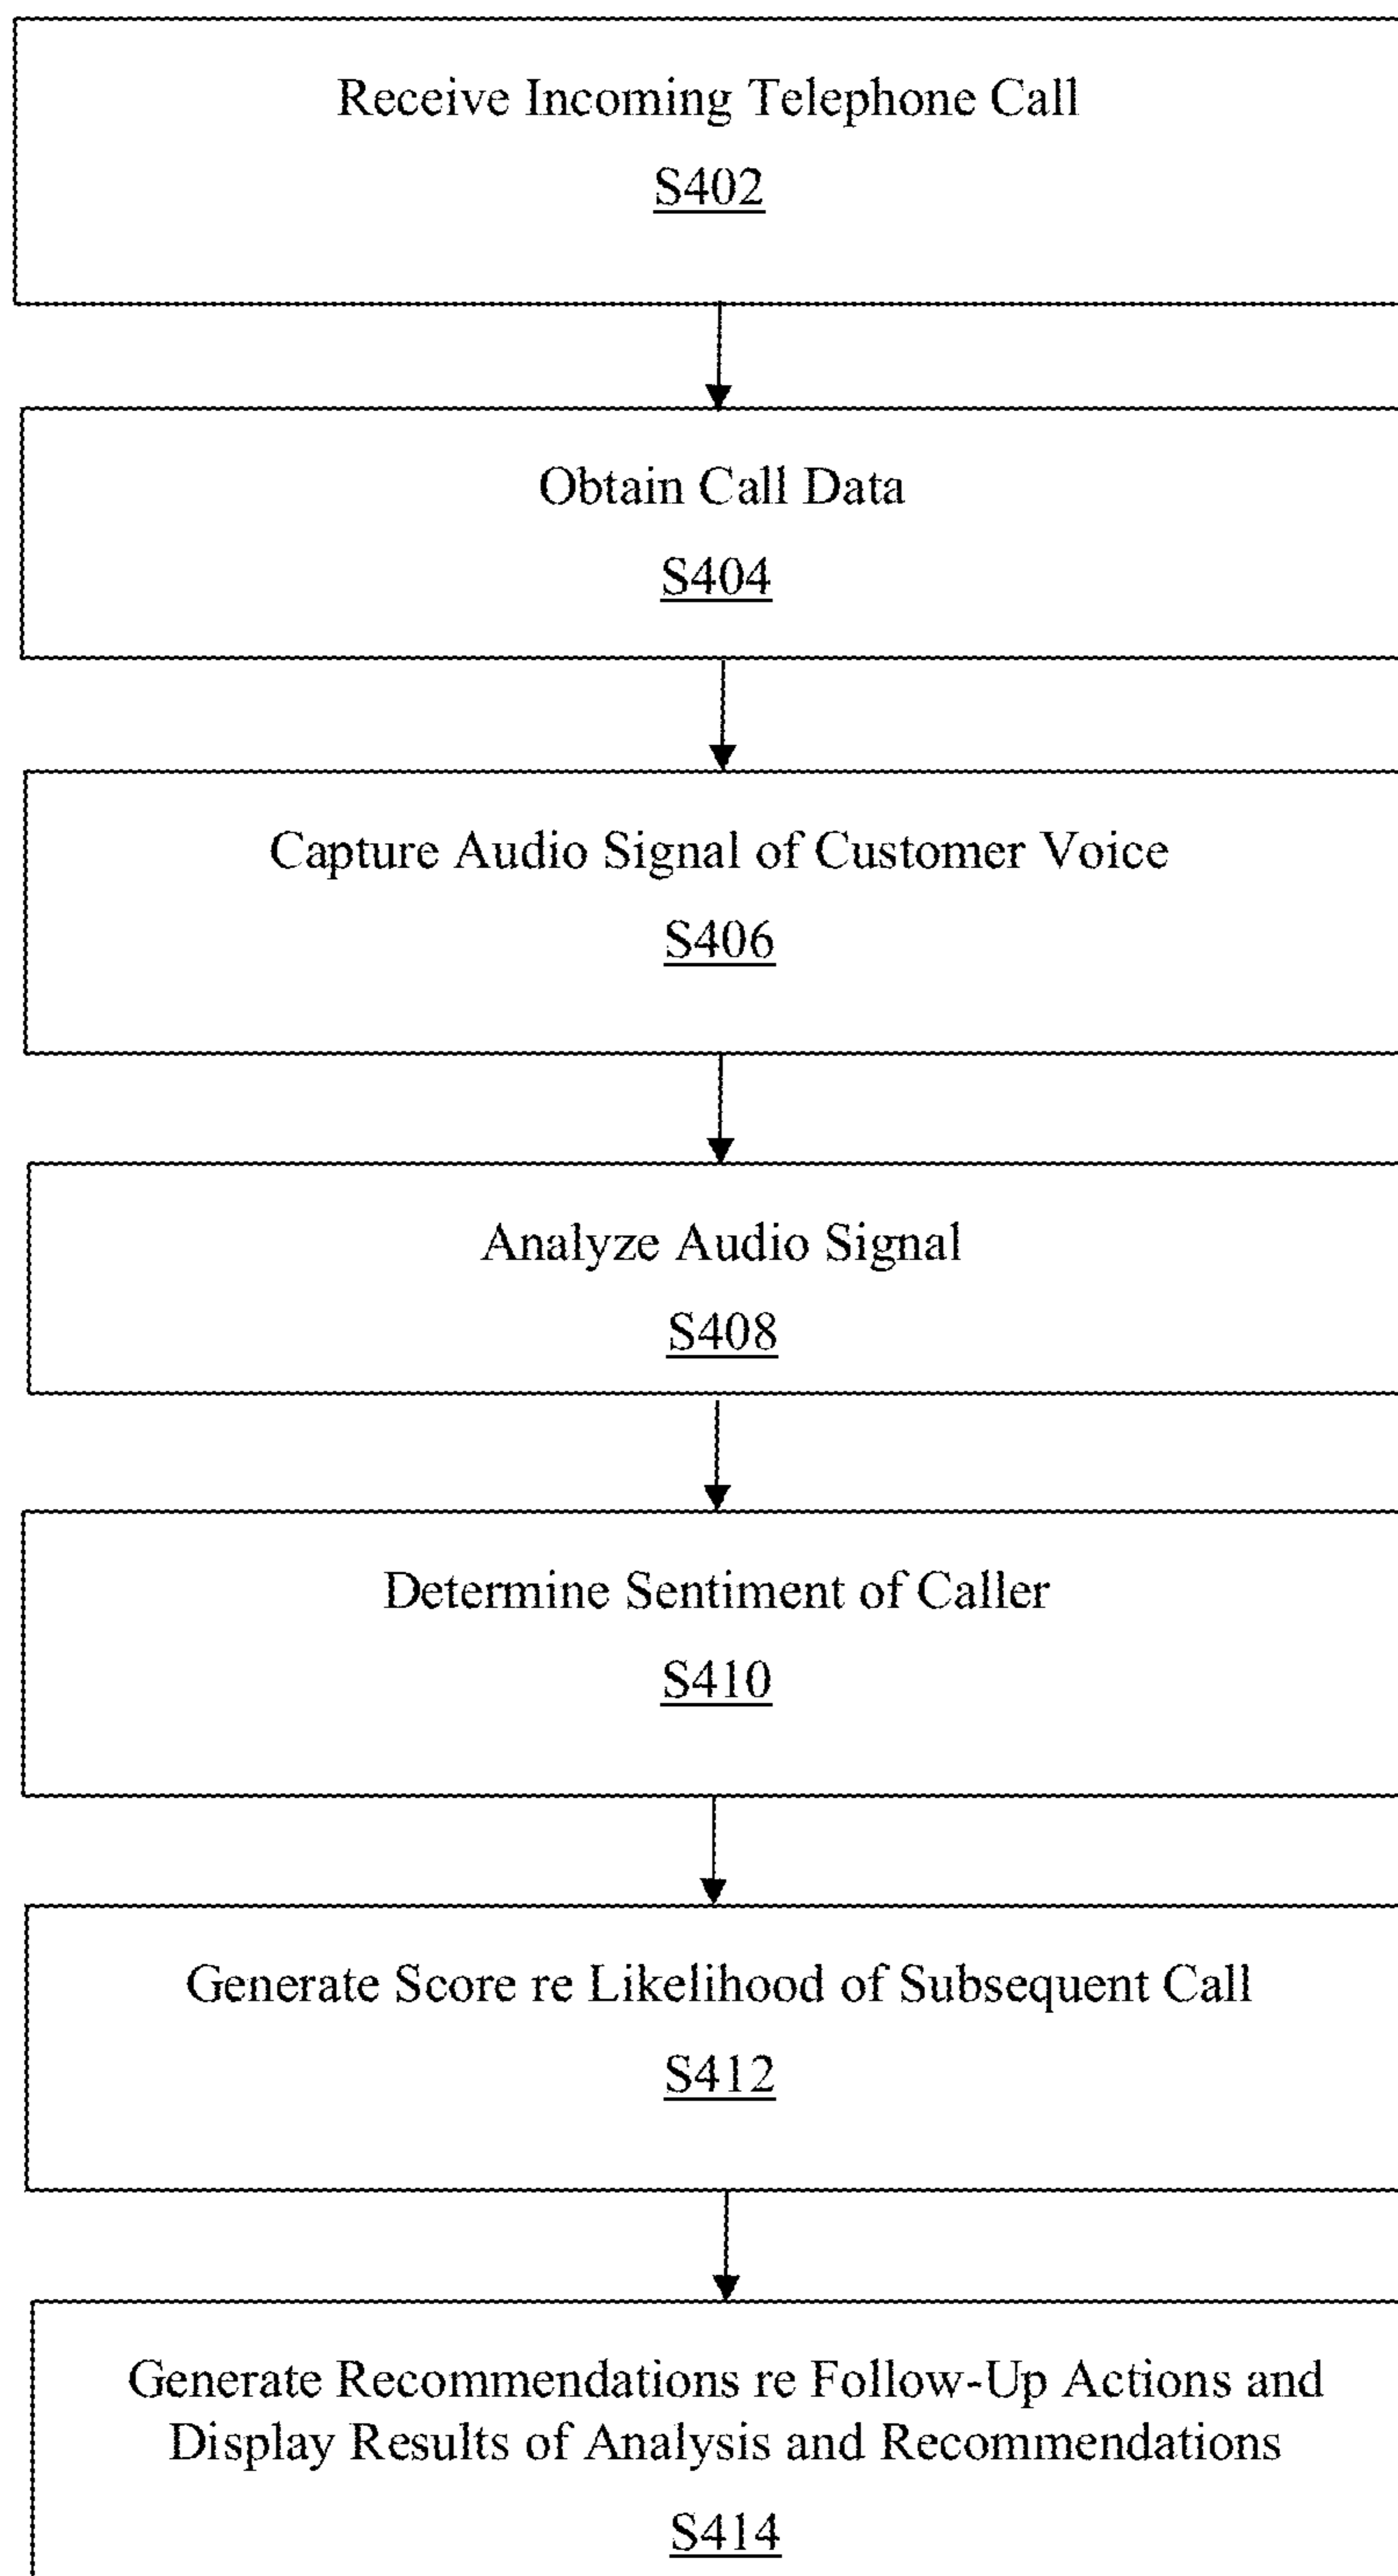 Receive Incoming Telephone Call
S402
Obtain Call Data
S404
Capture Audio Signal of Customer Voice
S406
Analyze Audio Signal
S408
Determine Sentiment of Caller
S410
Generate Score re Likelihood of Subsequent Call
S412
Generate Recommendations re Follow-Up Actions and
Display Results of Analysis and Recommendations
S414